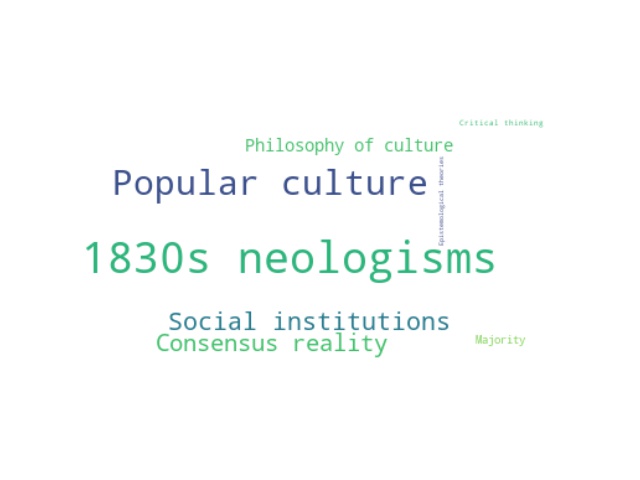 Critical thinking
Philosophy of culture
Epistemological theories
Popular culture
1830s neologisms
Social institutions
Consensus reality
Majority